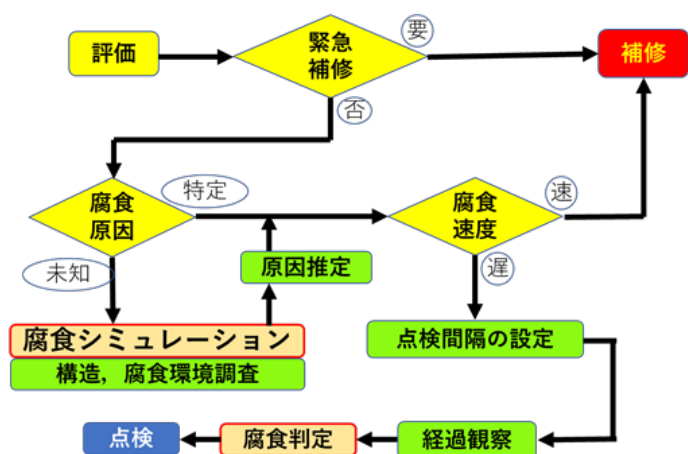 評価
緊急
補修
要
補修
否
腐食
原因
特定
腐食
速度
速
未知
原因推定
遅
腐食シミュレーション
構造，腐食環境調査
点検間隔の設定
点検
腐食判定
経過観察